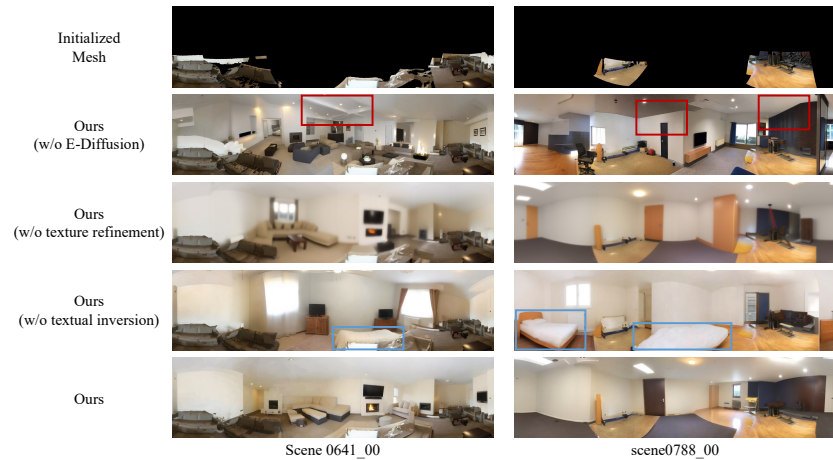 Initialized
Mesh
Ours
(w/o E-Diffusion)
Ours
(w/o texture refinement)
Ours
(w/o textual inversion)
Ours
Scene 0641_00
scene0788_00